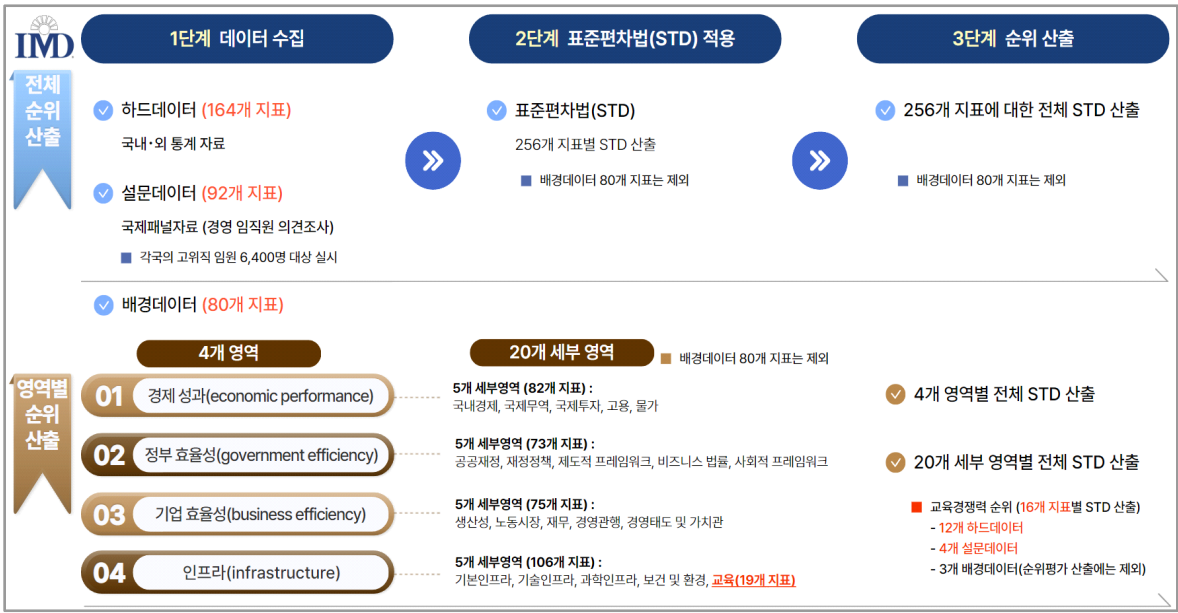 IMD
1단계 데이터 수집
2단계 표준편차법(STD) 적용
3단계 순위 산출
전체
순위
산출
하드데이터 (164개 지표)
국내·외 통계 자료
설문데이터 (92개 지표)
국제패널자료 (경영 임직원 의견조사)
각국의 고위직 임원 6,400명 대상 실시
표준편차법(STD)
256개 지표별 STD 산출
배경데이터 80개 지표는 제외
256개 지표에 대한 전체 STD 산출
배경데이터 80개 지표는 제외
배경데이터 (80개 지표)
영역별
순위
산출
4개 영역
20개 세부 영역
배경데이터 80개 지표는 제외
01 경제 성과(economic performance)
5개 세부영역 (82개 지표) :
국내경제, 국제무역, 국제투자, 고용, 물가
02 정부 효율성(government efficiency)
5개 세부영역 (73개 지표) :
공공재정, 재정정책, 제도적 프레임워크, 비즈니스 법률, 사회적 프레임워크
03 기업 효율성(business efficiency)
5개 세부영역 (75개 지표) :
생산성, 노동시장, 재무, 경영관행, 경영태도 및 가치관
04 인프라(infrastructure)
5개 세부영역 (106개 지표) :
기본인프라, 기술인프라, 과학인프라, 보건 및 환경, 교육(19개 지표)
4개 영역별 전체 STD 산출
20개 세부 영역별 전체 STD 산출
교육경쟁력 순위 (16개 지표별 STD 산출)
- 12개 하드데이터
- 4개 설문데이터
- 3개 배경데이터(순위평가 산출에는 제외)